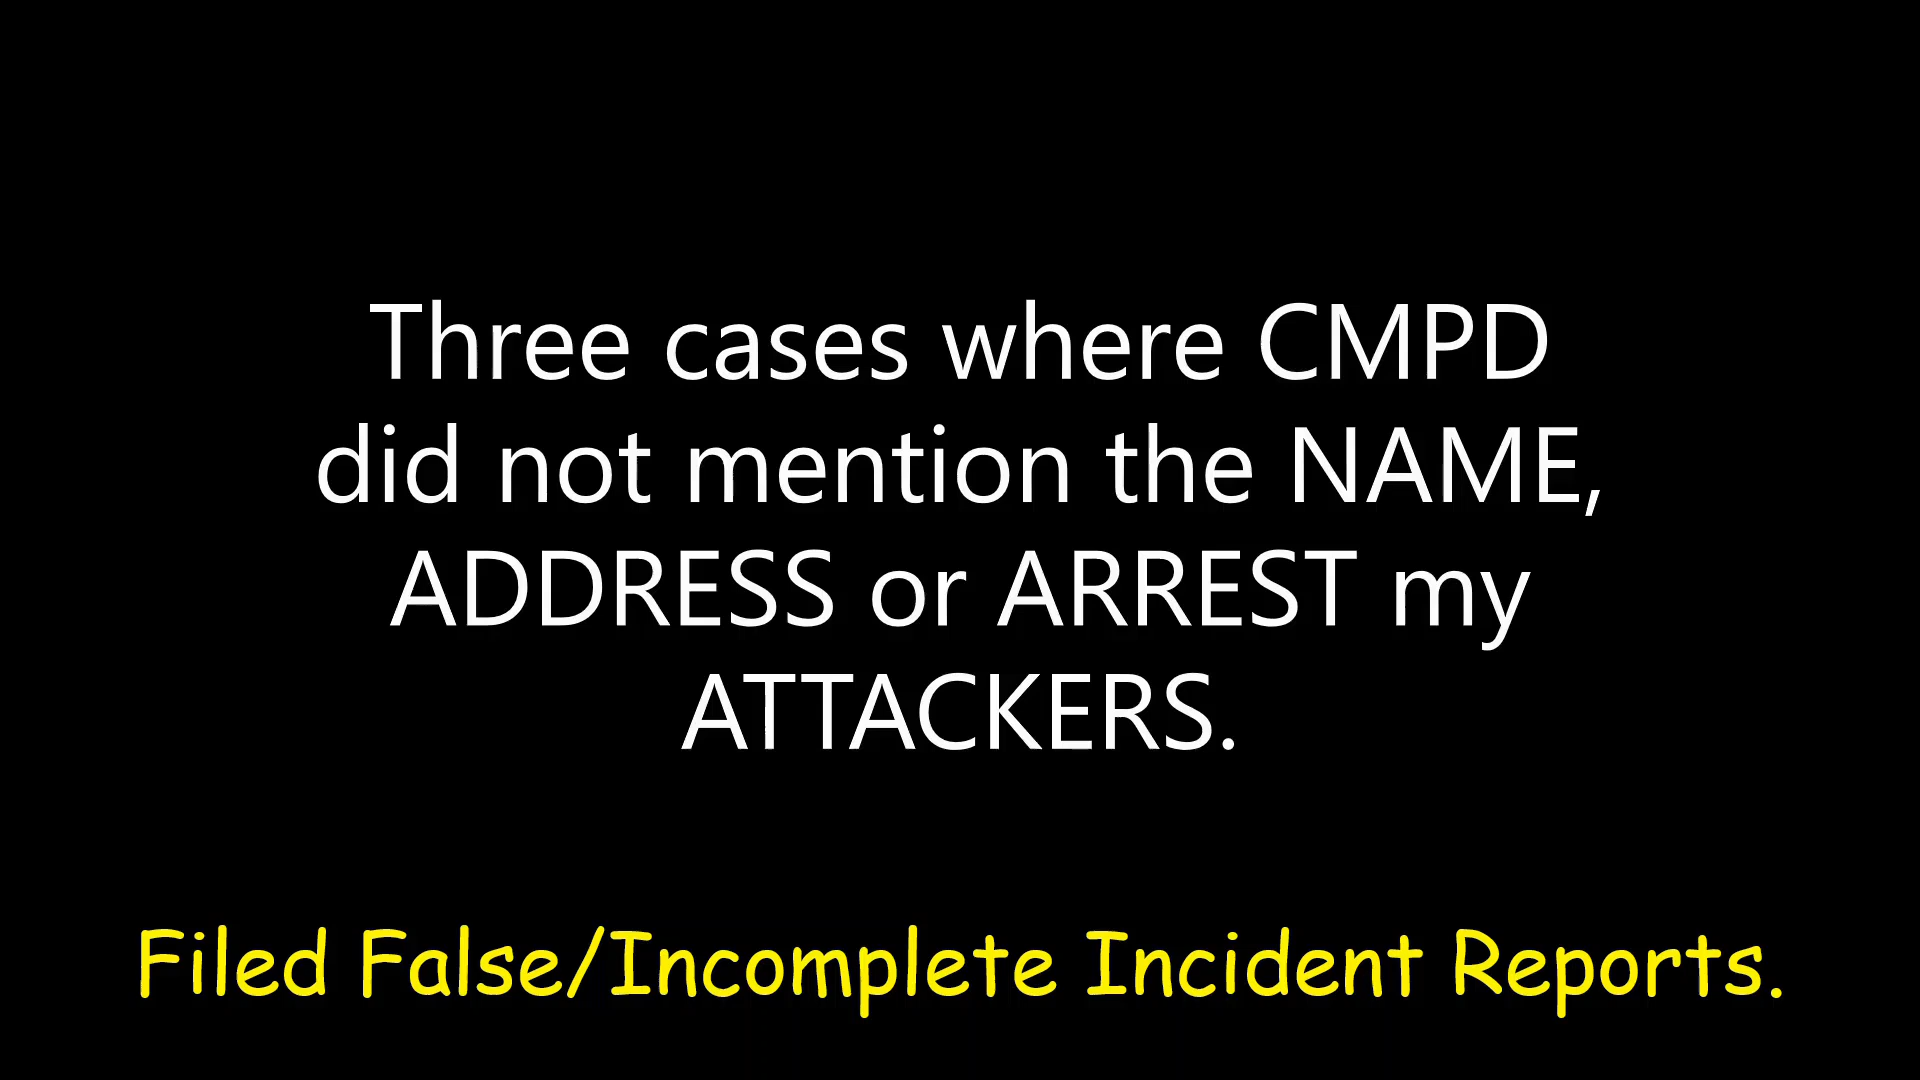 Three cases where CMPD
did not mention the NAME,
ADDRESS or ARREST my
ATTACKERS.
Filed False/Incomplete Incident Reports.